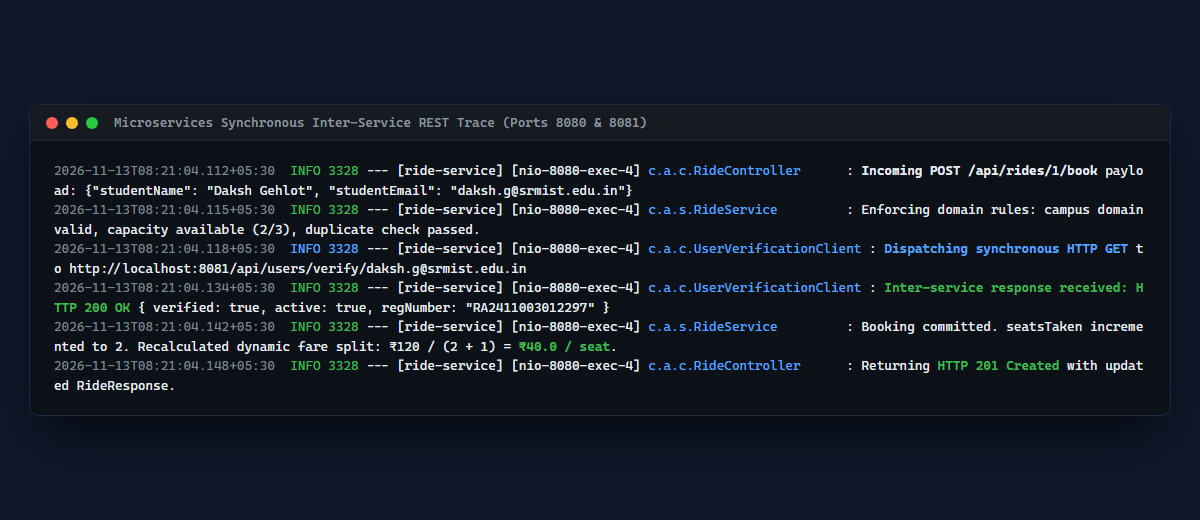 Microservices Synchronous Inter-Service REST Trace (Ports 8080 & 8081)
2026-11-13T08:21:04.112+05:30  INFO 3328 --- [ride-service] [nio-8080-exec-4] c.a.c.RideController      : Incoming POST /api/rides/1/book paylo
ad: {"studentName": "Daksh Gehlot", "studentEmail": "daksh.g@srmist.edu.in"}
2026-11-13T08:21:04.115+05:30  INFO 3328 --- [ride-service] [nio-8080-exec-4] c.a.s.RideService         : Enforcing domain rules: campus domain
valid, capacity available (2/3), duplicate check passed.
2026-11-13T08:21:04.118+05:30  INFO 3328 --- [ride-service] [nio-8080-exec-4] c.a.c.UserVerificationClient : Dispatching synchronous HTTP GET t
o http://localhost:8081/api/users/verify/daksh.g@srmist.edu.in
2026-11-13T08:21:04.134+05:30  INFO 3328 --- [ride-service] [nio-8080-exec-4] c.a.c.UserVerificationClient : Inter-service response received: H
TTP 200 OK { verified: true, active: true, regNumber: "RA2411003012297" }
2026-11-13T08:21:04.142+05:30  INFO 3328 --- [ride-service] [nio-8080-exec-4] c.a.s.RideService         : Booking committed. seatsTaken increme
nted to 2. Recalculated dynamic fare split: ₹120 / (2 + 1) = ₹40.0 / seat.
2026-11-13T08:21:04.148+05:30  INFO 3328 --- [ride-service] [nio-8080-exec-4] c.a.c.RideController      : Returning HTTP 201 Created with updat
ed RideResponse.